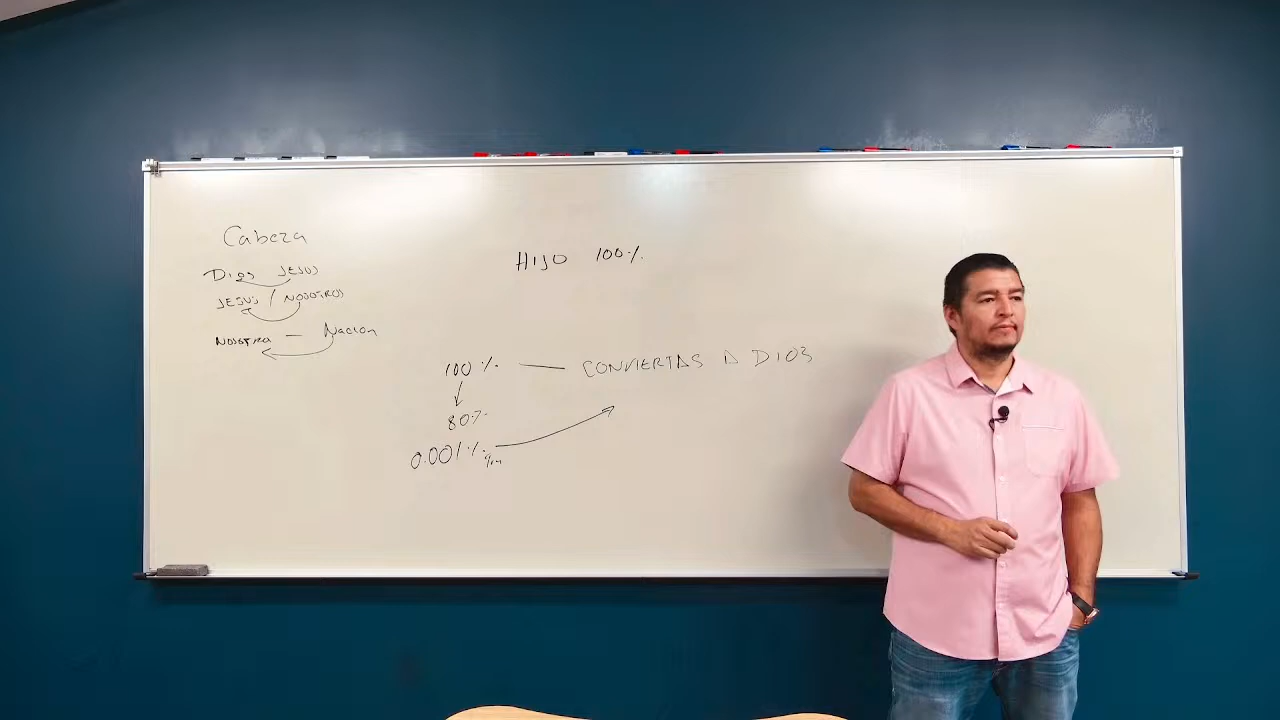 Cabeza
Dios JESUS
JESUS / NOSOTROS
NOSOTROS — Nacion
HIJO 100%
100% — CONVIERTAS A DIOS
80%
0.001%